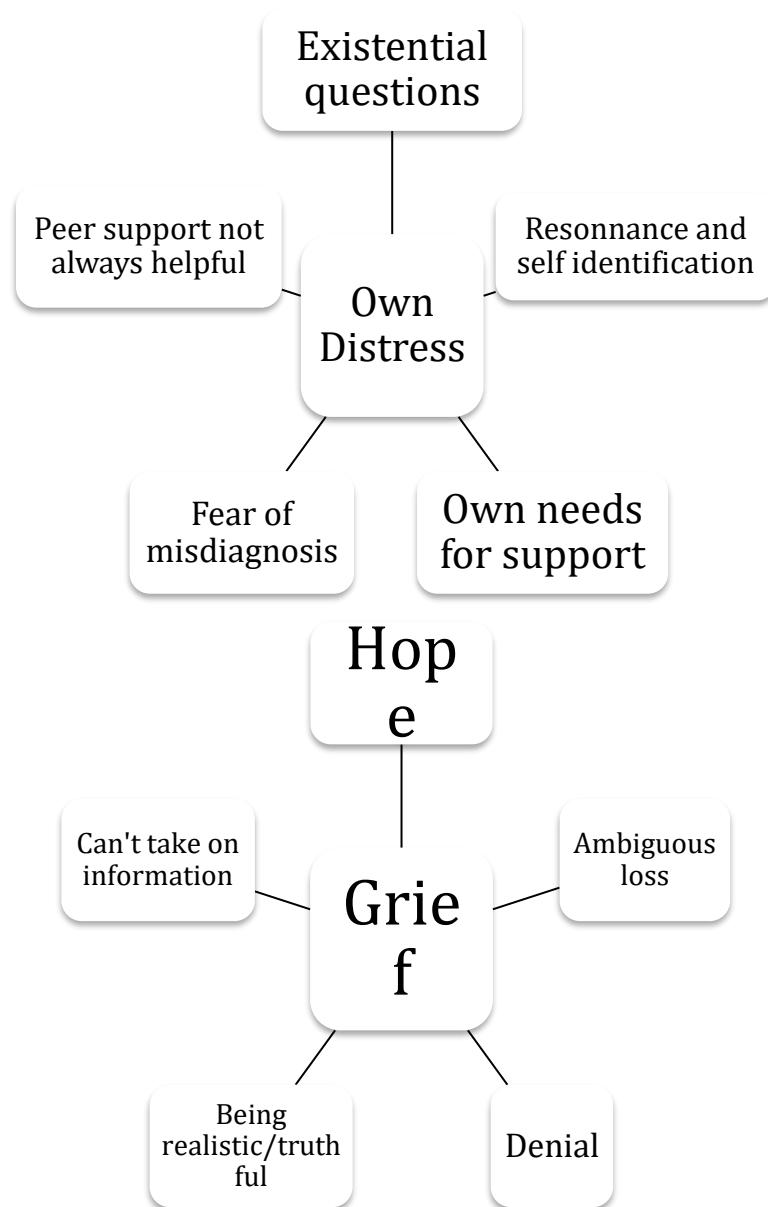 Existential
questions
Peer support not
always helpful
Resonnance and
self identification
Own
Distress
Fear of
misdiagnosis
Own needs
for support
Hop
e
Can't take on
information
Ambiguous
loss
Grie
f
Being
realistic/truth
ful
Denial